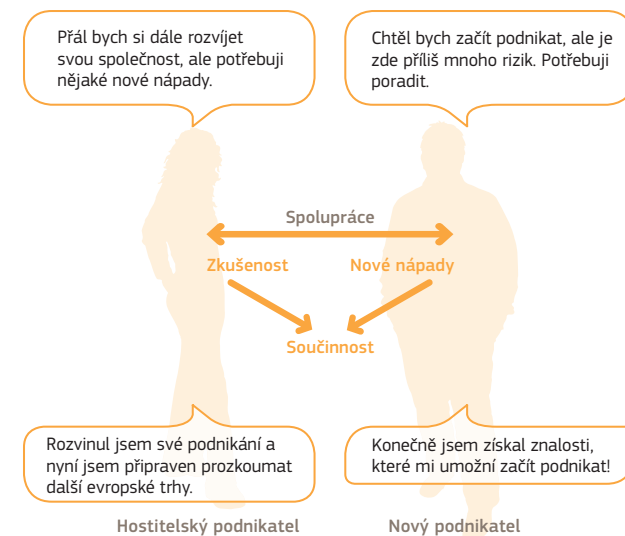 Přál bych si dále rozvíjet
svou společnost, ale potřebuji
nějaké nové nápady.
Chtěl bych začít podnikat, ale je
zde příliš mnoho rizik. Potřebuji
poradit.
Spolupráce
Zkušenost
Nové nápady
Součinnost
Rozvinul jsem své podnikání a
nyní jsem připraven prozkoumat
další evropské trhy.
Konečně jsem získal znalosti,
které mi umožní začít podnikat!
Hostitelský podnikatel
Nový podnikatel